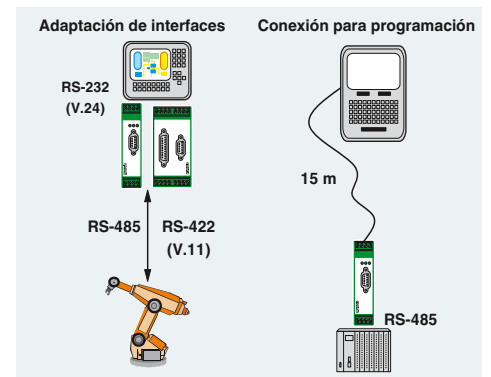 Adaptación de interfaces
Conexión para programación
RS-232
(V.24)
15 m
RS-485
RS-422
(V.11)
RS-485